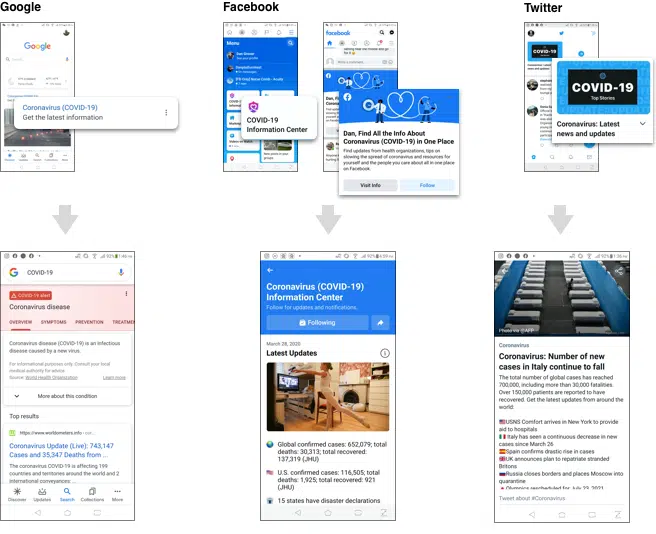 Google
Facebook
Twitter
Google
Coronavirus (COVID-19)
Get the latest information
Discover
Updates
Search
Collections
More
Menu
COVID-19
Information Center
facebook
Write a comment...
Dan, Find All the Info About
Coronavirus (COVID-19) in One Place
Find updates from health organizations, tips on
slowing the spread of coronavirus and resources for
yourself and the people you care about all in one place
on Facebook.
Visit Info
Follow
COVID-19
Top Stories
Coronavirus: Latest
news and updates
COVID-19
COVID-19 alert
Coronavirus disease
OVERVIEW
SYMPTOMS
PREVENTION
TREATMEN
Coronavirus disease (COVID-19) is an infectious
disease caused by a new virus.
For informational purposes only. Consult your local
medical authority for advice.
Source: World Health Organization
Learn more
More about this condition
Top results
https://www.worldometers.info
Coronavirus Update (Live): 743,147
Cases and 35,347 Deaths from ...
The coronavirus COVID-19 is affecting 199
countries and territories around the world and 2
international conveyances: ...
Discover
Updates
Search
Collections
More
Coronavirus (COVID-19)
Information Center
Follow for updates and notifications.
Following
March 28, 2020
Latest Updates
Global confirmed cases: 652,079; total
deaths: 30,313; total recovered:
137,319 (JHU)
U.S. confirmed cases: 116,505; total
deaths: 1,925; total recovered: 921
(JHU)
15 states have disaster declarations
Photo via @AFP
Coronavirus
Coronavirus: Number of new
cases in Italy continue to fall
The total number of global cases has reached
700,000, including more than 30,000 fatalities.
Over 150,000 patients are reported to have
recovered. Get the latest updates from around the
world:
USNS Comfort arrives in New York to provide
aid to hospitals
Italy has seen a continuous decrease in new
cases since March 26
Spain confirms drastic rise in cases
UK announces plan to repatriate stranded
Britons
Russia closes borders and places Moscow into
quarantine
Olympics rescheduled for July 23, 2021
Tweet about #Coronavirus